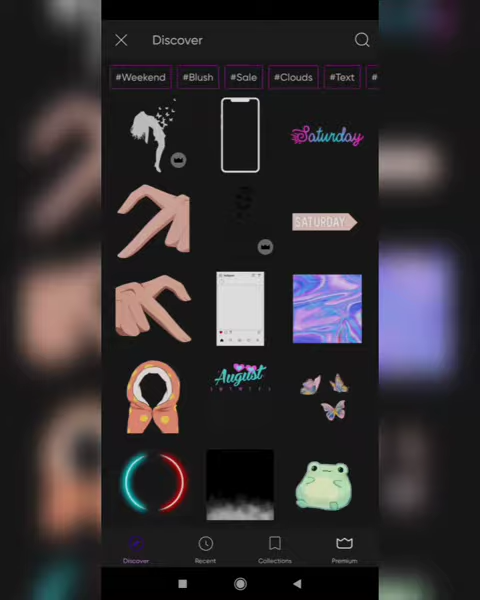 Discover
#Weekend #Blush #Sale #Clouds #Text #
Saturday
SATURDAY
August
Discover Recent Collections Premium